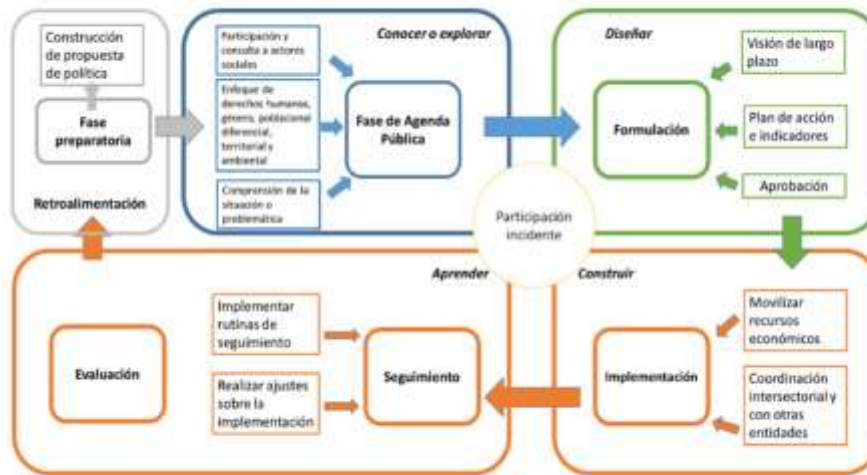 Construcción
de propuesta de
política
Fase
preparatoria
Retroalimentación
Conocer o explorar
Participación y
consulta a actores
sociales
Enfoque de
derechos humanos,
género, poblacional
diferencial,
territorial y
ambiental
Comprensión de la
situación o
problemática
Fase de Agenda
Pública
Diseñar
Formulación
Visión de largo
plazo
Plan de acción
e indicadores
Aprobación
Participación
incidente
Aprender
Evaluación
Implementar
rutinas de
seguimiento
Realizar ajustes
sobre la
implementación
Seguimiento
Construir
Implementación
Movilizar
recursos
económicos
Coordinación
intersectorial y
con otras
entidades